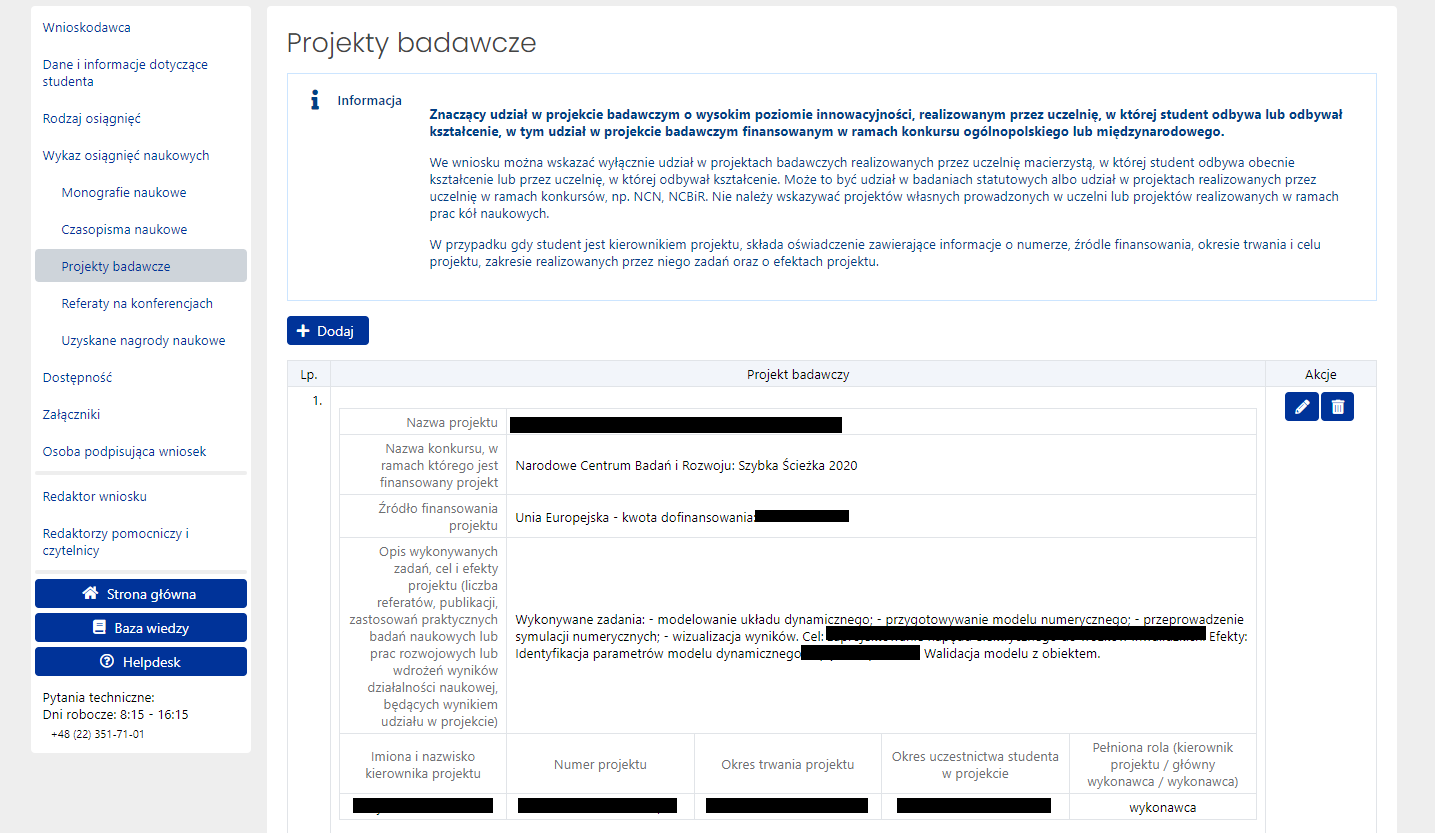 Wnioskodawca
Dane i informacje dotyczące
studenta
Rodzaj osiągnięć
Wykaz osiągnięć naukowych
Monografie naukowe
Czasopisma naukowe
Projekty badawcze
Referaty na konferencjach
Uzyskane nagrody naukowe
Dostępność
Załączniki
Osoba podpisująca wniosek
Redaktor wniosku
Redaktorzy pomocniczy i
czytelnicy
Strona główna
Baza wiedzy
Helpdesk
Pytania techniczne:
Dni robocze: 8:15 - 16:15
+48 (22) 351-71-01
Projekty badawcze
Informacja
Znaczący udział w projekcie badawczym o wysokim poziomie innowacyjności, realizowanym przez uczelnię, w której student odbywa lub odbywał
kształcenie, w tym udział w projekcie badawczym finansowanym w ramach konkursu ogólnopolskiego lub międzynarodowego.
We wniosku można wskazać wyłącznie udział w projektach badawczych realizowanych przez uczelnię macierzystą, w której student odbywa obecnie
kształcenie lub przez uczelnię, w której odbywał kształcenie. Może to być udział w badaniach statutowych albo udział w projektach realizowanych przez
uczelnię w ramach konkursów, np. NCN, NCBiR. Nie należy wskazywać projektów własnych prowadzonych w uczelni lub projektów realizowanych w ramach
prac kół naukowych.
W przypadku gdy student jest kierownikiem projektu, składa oświadczenie zawierające informacje o numerze, źródle finansowania, okresie trwania i celu
projektu, zakresie realizowanych przez niego zadań oraz o efektach projektu.
Dodaj
Lp. Projekt badawczy Akcje
1.
Nazwa projektu
Nazwa konkursu, w
ramach którego jest
finansowany projekt
Narodowe Centrum Badań i Rozwoju: Szybka Ścieżka 2020
Źródło finansowania
projektu
Unia Europejska - kwota dofinansowania:
Opis wykonywanych
zadań, cel i efekty
projektu (liczba
referatów, publikacji,
zastosowań praktycznych
badań naukowych lub
prac rozwojowych lub
wdrożeń wyników
działalności naukowej,
będących wynikiem
udziału w projekcie)
Wykonywane zadania: - modelowanie układu dynamicznego; - przygotowywanie modelu numerycznego; - przeprowadzenie
symulacji numerycznych; - wizualizacja wyników. Cel: Efekty:
Identyfikacja parametrów modelu dynamicznego Walidacja modelu z obiektem.
Imiona i nazwisko
kierownika projektu
Numer projektu
Okres trwania projektu
Okres uczestnictwa studenta
w projekcie
Pełniona rola (kierownik
projektu / główny
wykonawca / wykonawca)
wykonawca